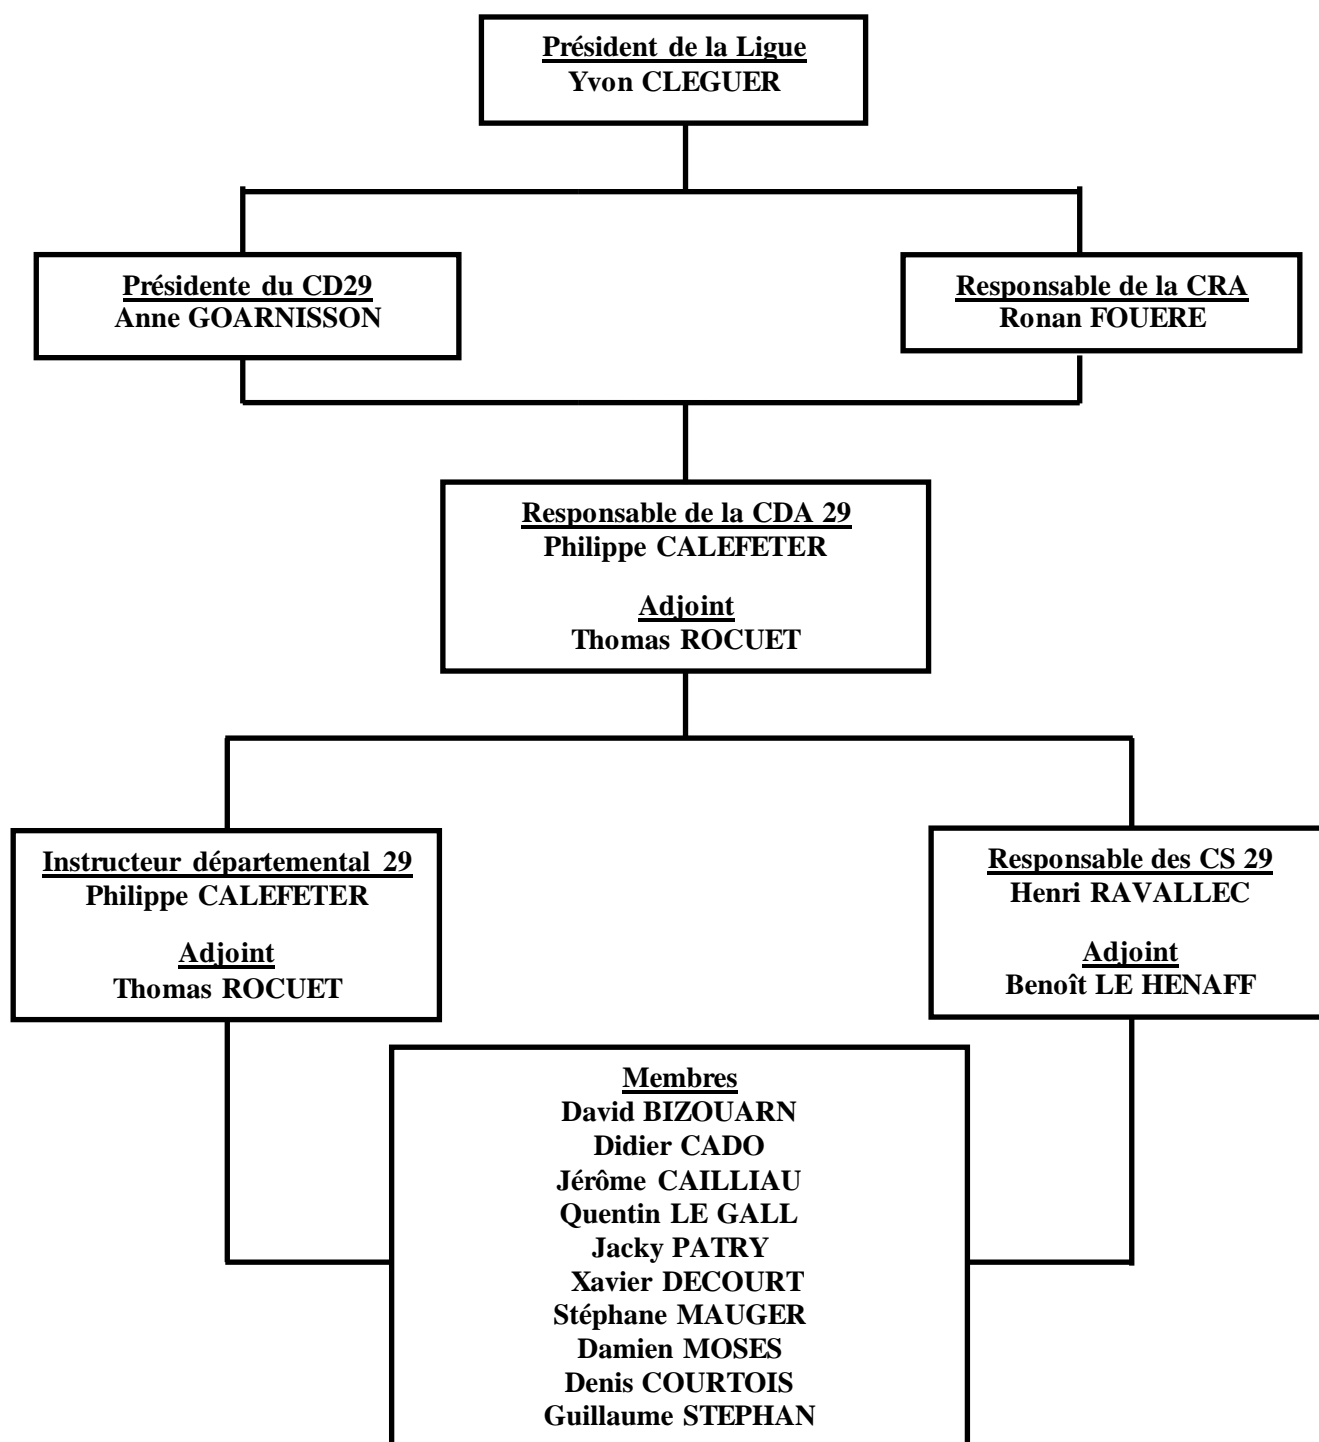 Président de la Ligue
Yvon CLEGUER
Présidente du CD29
Anne GOARNISSON
Responsable de la CRA
Ronan FOUERE
Responsable de la CDA 29
Philippe CALEFETER
Adjoint
Thomas ROCUET
Instructeur départemental 29
Philippe CALEFETER
Adjoint
Thomas ROCUET
Responsable des CS 29
Henri RAVALLEC
Adjoint
Benoît LE HENAFF
Membres
David BIZOUARN
Didier CADO
Jérôme CAILLIAU
Quentin LE GALL
Jacky PATRY
Xavier DECOURT
Stéphane MAUGER
Damien MOSES
Denis COURTOIS
Guillaume STEPHAN